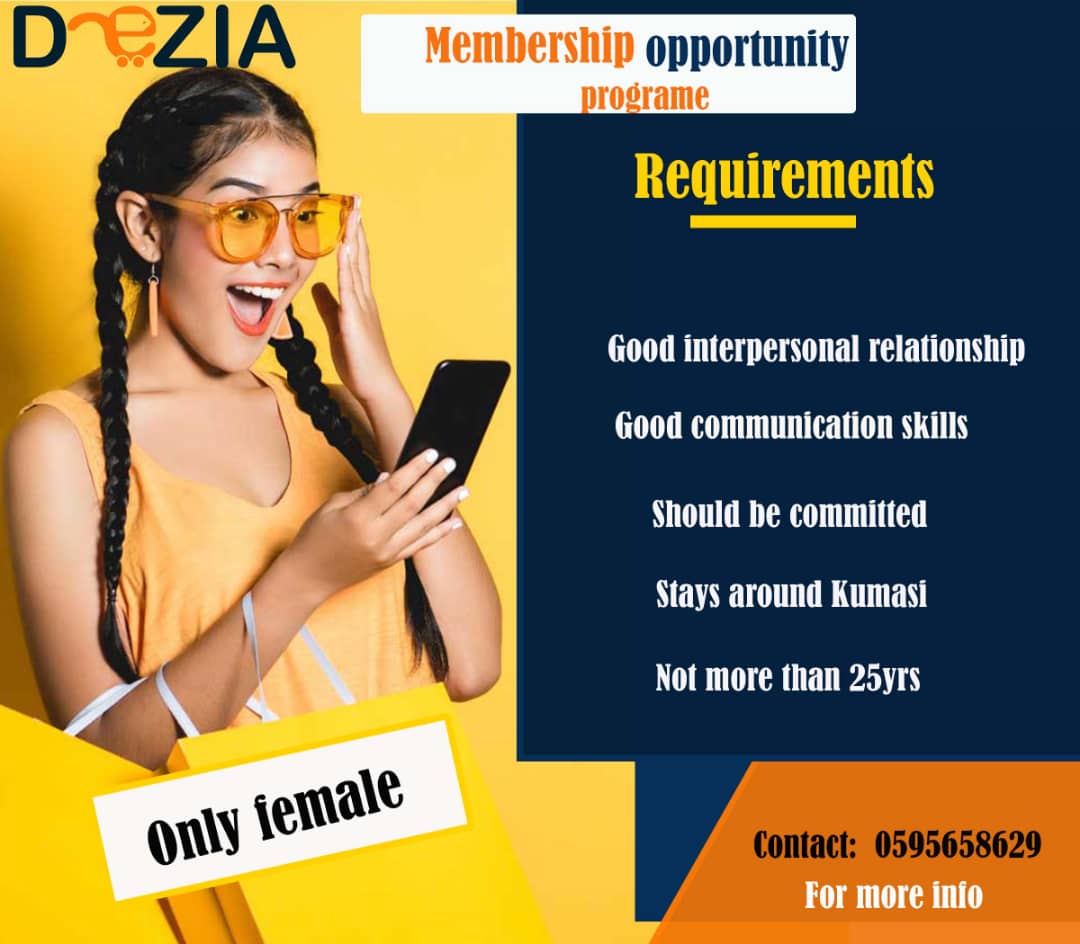 DreZIA
Membership opportunity
programe
Requirements
Good interpersonal relationship
Good communication skills
Should be committed
Stays around Kumasi
Not more than 25yrs
Only female
Contact: 0595658629
For more info